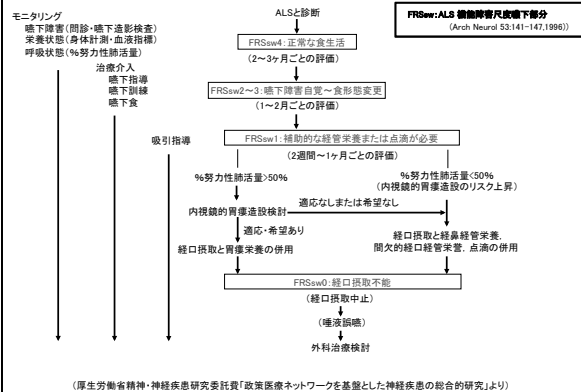 モニタリング
嚥下障害(問診・嚥下造影検査)
栄養状態(身体計測・血液指標)
呼吸状態(%努力性肺活量)
治療介入
嚥下指導
嚥下訓練
嚥下食
吸引指導
ALSと診断
FRSsw:ALS 機能障害尺度嚥下部分
(Arch Neurol 53:141-147,1996))
FRSsw4:正常な食生活
(2~3ヶ月ごとの評価)
FRSsw2~3:嚥下障害自覚~食形態変更
(1~2月ごとの評価)
FRSsw1:補助的な経管栄養または点滴が必要
(2週間~1ヶ月ごとの評価)
%努力性肺活量>50%
%努力性肺活量<50%
(内視鏡的胃瘻造設のリスク上昇)
内視鏡的胃瘻造設検討
適応なしまたは希望なし
適応・希望あり
経口摂取と胃瘻栄養の併用
経口摂取と経鼻経管栄養,
間欠的経口経管栄営,点滴の併用
FRSsw0:経口摂取不能
(経口摂取中止)
(唾液誤嚥)
外科治療検討
(厚生労働省精神・神経疾患研究委託費「政策医療ネットワークを基盤とした神経疾患の総合的研究」より)